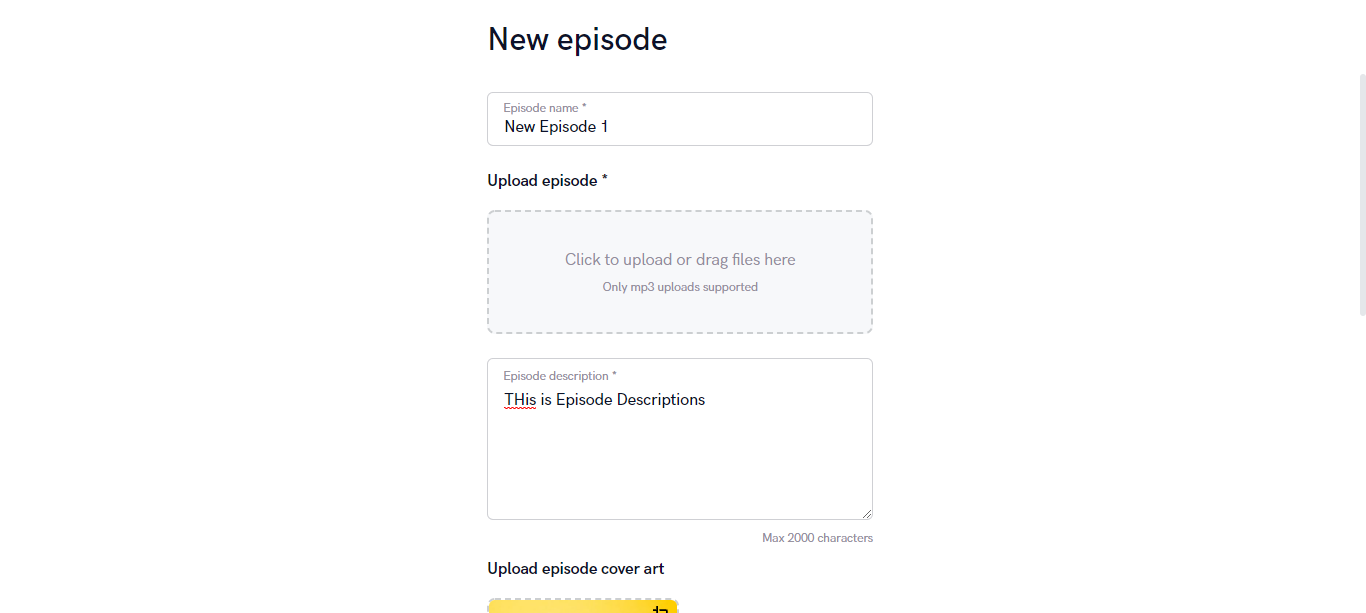 New episode
Episode name *
New Episode 1
Upload episode *
Click to upload or drag files here
Only mp3 uploads supported
Episode description *
THis is Episode Descriptions
Max 2000 characters
Upload episode cover art